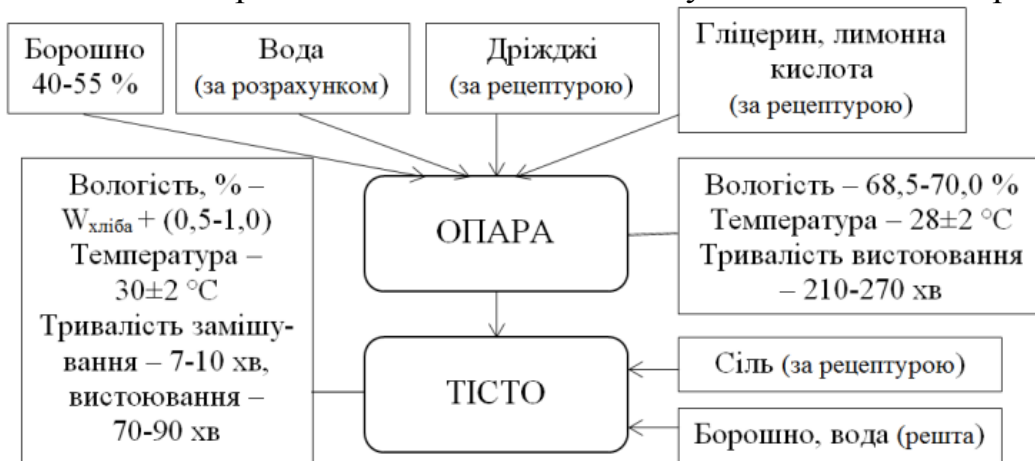 Борошно
40-55 %
Вода
(за розрахунком)
Дріжджі
(за рецептурою)
Гліцерин, лимонна
кислота
(за рецептурою)
Вологість, % –
Wхліба + (0,5-1,0)
Температура –
30±2 °С
Тривалість замішу-
вання – 7-10 хв,
вистоювання –
70-90 хв
ОПАРА
Вологість – 68,5-70,0 %
Температура – 28±2 °С
Тривалість вистоювання
– 210-270 хв
ТІСТО
Сіль (за рецептурою)
Борошно, вода (решта)